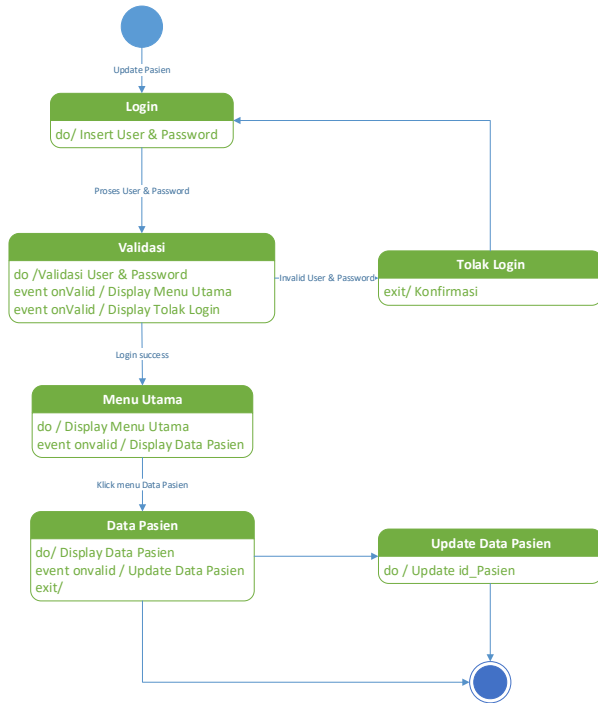 Update Pasien
Login
do/ Insert User & Password
Proses User & Password
Validasi
do /Validasi User & Password
event onValid / Display Menu Utama
event onValid / Display Tolak Login
Invalid User & Password
Tolak Login
exit/ Konfirmasi
Login success
Menu Utama
do / Display Menu Utama
event onvalid / Display Data Pasien
Klick menu Data Pasien
Data Pasien
do/ Display Data Pasien
event onvalid / Update Data Pasien
exit/
Update Data Pasien
do / Update id_Pasien